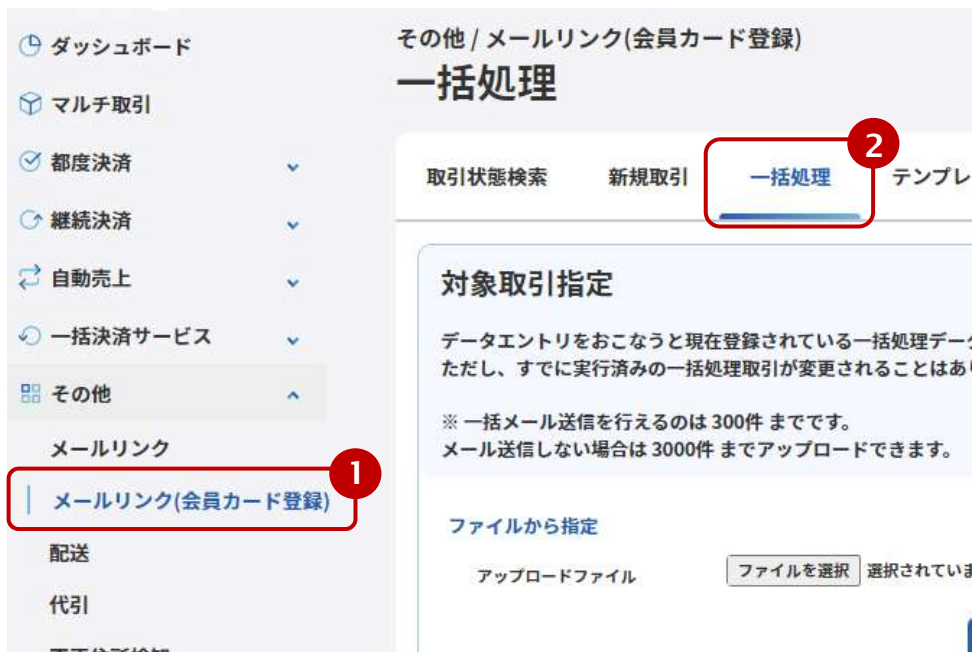 ダッシュボード
マルチ取引
都度決済
継続決済
自動売上
一括決済サービス
その他
メールリンク
1
メールリンク(会員カード登録)
配送
代引
その他 / メールリンク(会員カード登録)
一括処理
2
取引状態検索 新規取引 一括処理 テンプレ
対象取引指定
データエントリをおこなうと現在登録されている一括処理デー
ただし、すでに実行済みの一括処理取引が変更されることはあ
※ 一括メール送信を行えるのは 300件 までです。
メール送信しない場合は 3000件 までアップロードできます。
ファイルから指定
アップロードファイル ファイルを選択 選択されていま